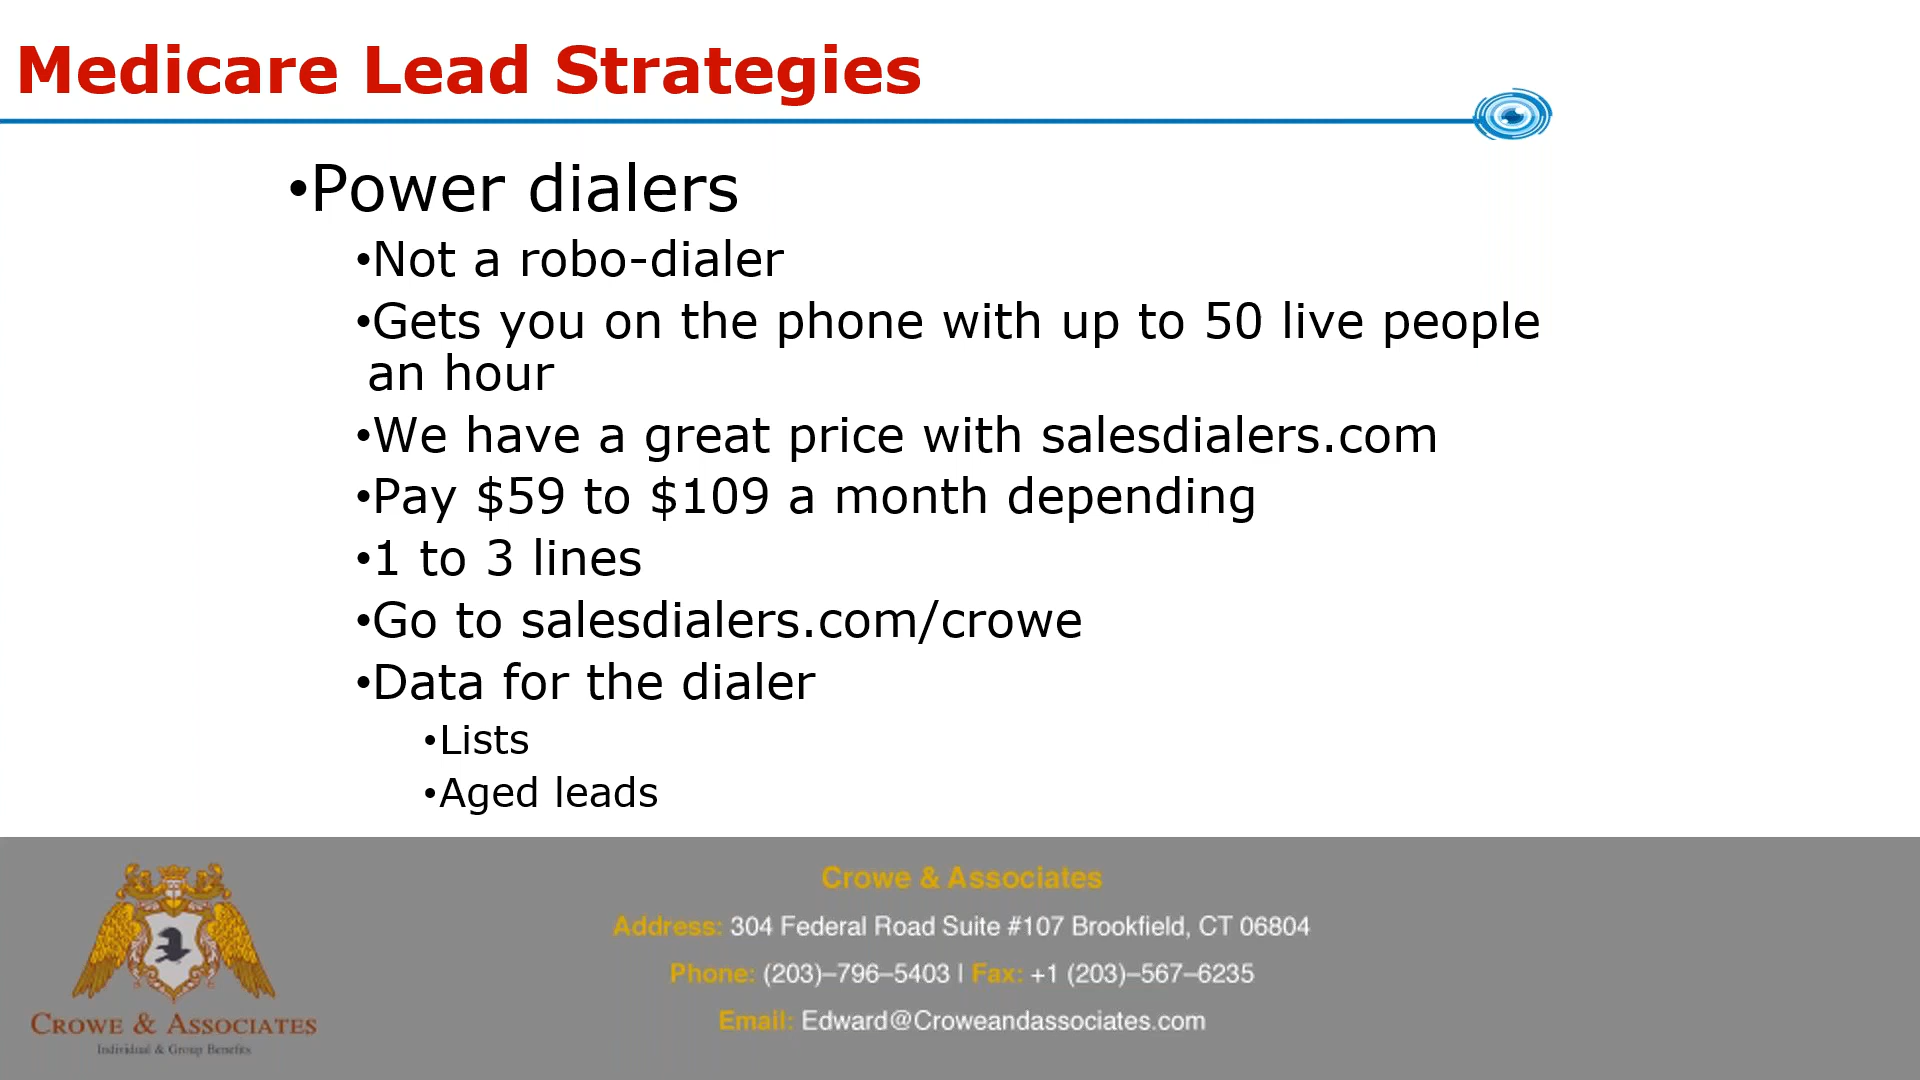 Medicare Lead Strategies
•Power dialers
•Not a robo-dialer
•Gets you on the phone with up to 50 live people
an hour
•We have a great price with salesdialers.com
•Pay $59 to $109 a month depending
•1 to 3 lines
•Go to salesdialers.com/crowe
•Data for the dialer
•Lists
•Aged leads
Crowe & Associates
Address: 304 Federal Road Suite #107 Brookfield, CT 06804
Phone: (203)–796–5403 | Fax: +1 (203)–567–6235
Email: Edward@Croweandassociates.com
CROWE & ASSOCIATES
Individual & Group Benefits